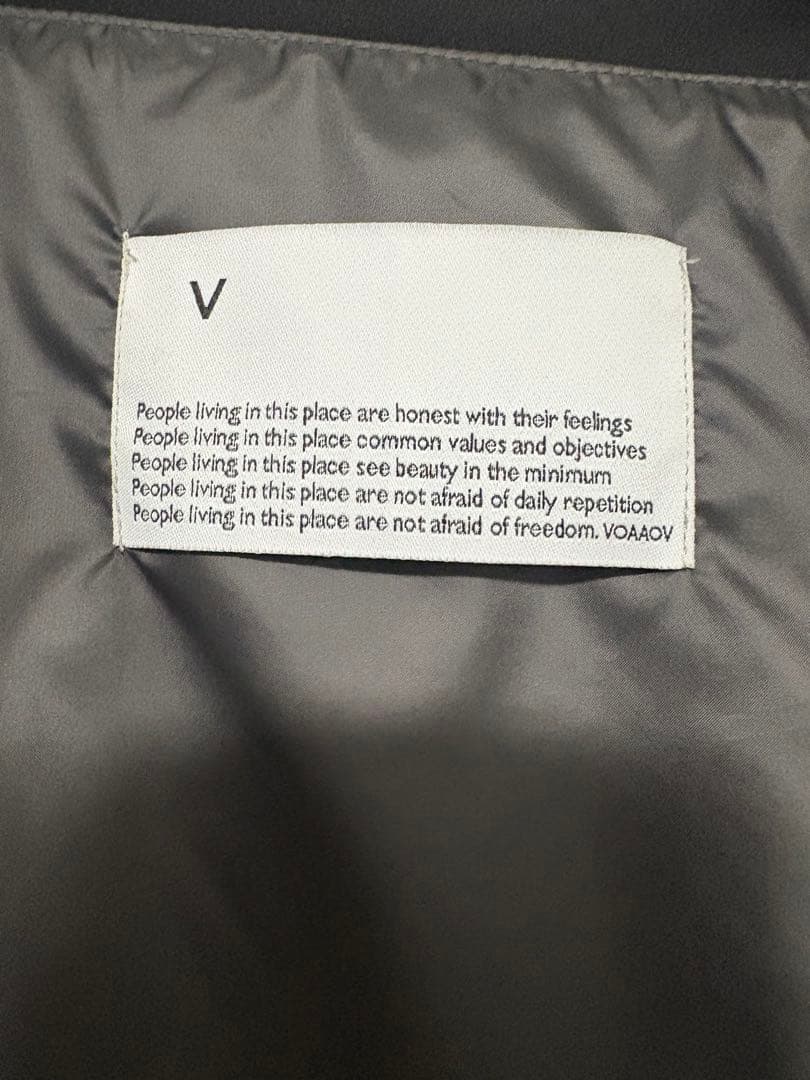 V
People living in this place are honest with their feelings
People living in this place common values and objectives
People living in this place see beauty in the minimum
People living in this place are not afraid of daily repetition
People living in this place are not afraid of freedom. VOAAOV